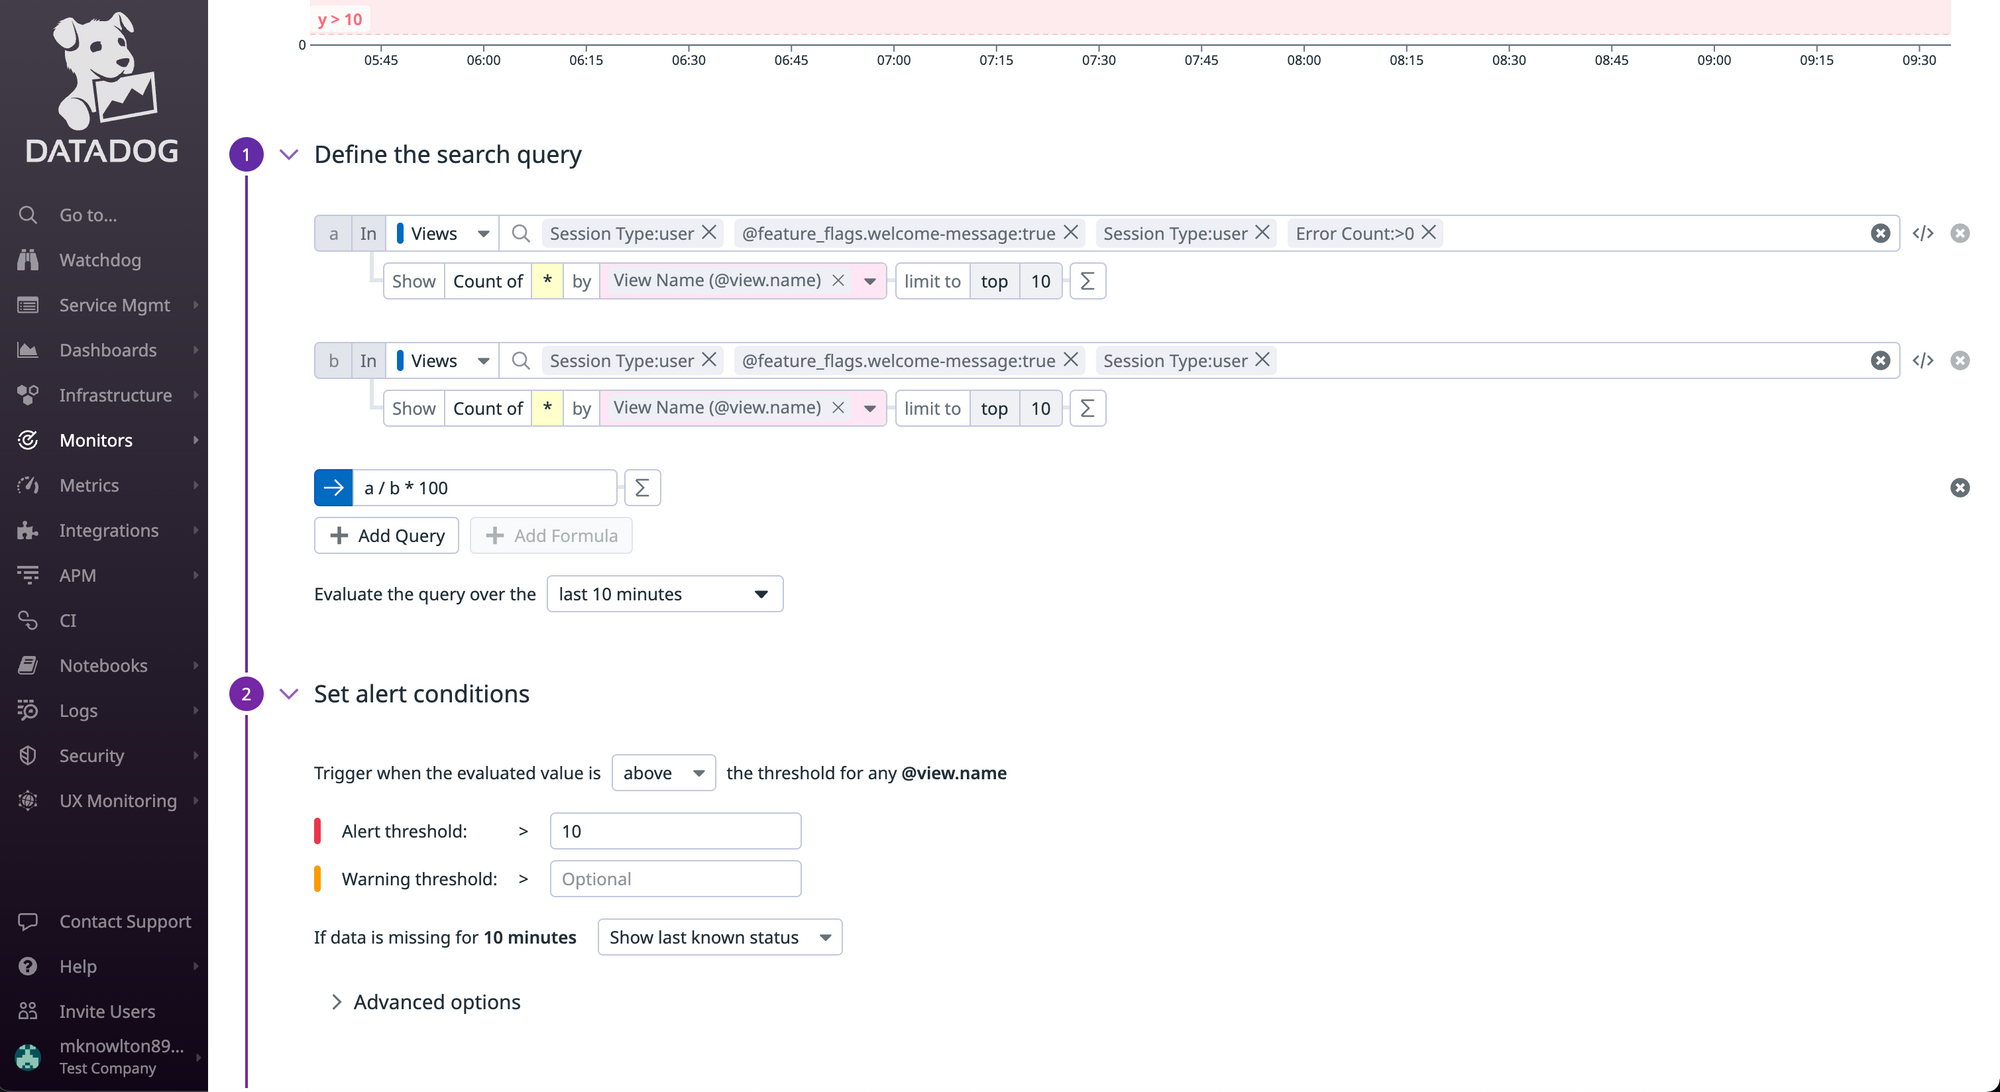 y > 10
0
05:45 06:00 06:15 06:30 06:45 07:00 07:15 07:30 07:45 08:00 08:15 08:30 08:45 09:00 09:15 09:30
DATADOG
Go to...
Watchdog
Service Mgmt
Dashboards
Infrastructure
Monitors
Metrics
Integrations
APM
CI
Notebooks
Logs
Security
UX Monitoring
Contact Support
Help
Invite Users
mknowlton89...
Test Company
1 Define the search query
a In Views Session Type:user @feature_flags.welcome-message:true Session Type:user Error Count:>0 </>
Show Count of * by View Name (@view.name) limit to top 10 Σ
b In Views Session Type:user @feature_flags.welcome-message:true Session Type:user </>
Show Count of * by View Name (@view.name) limit to top 10 Σ
a / b * 100 Σ
+ Add Query + Add Formula
Evaluate the query over the last 10 minutes
2 Set alert conditions
Trigger when the evaluated value is above the threshold for any @view.name
Alert threshold: > 10
Warning threshold: > Optional
If data is missing for 10 minutes Show last known status
Advanced options